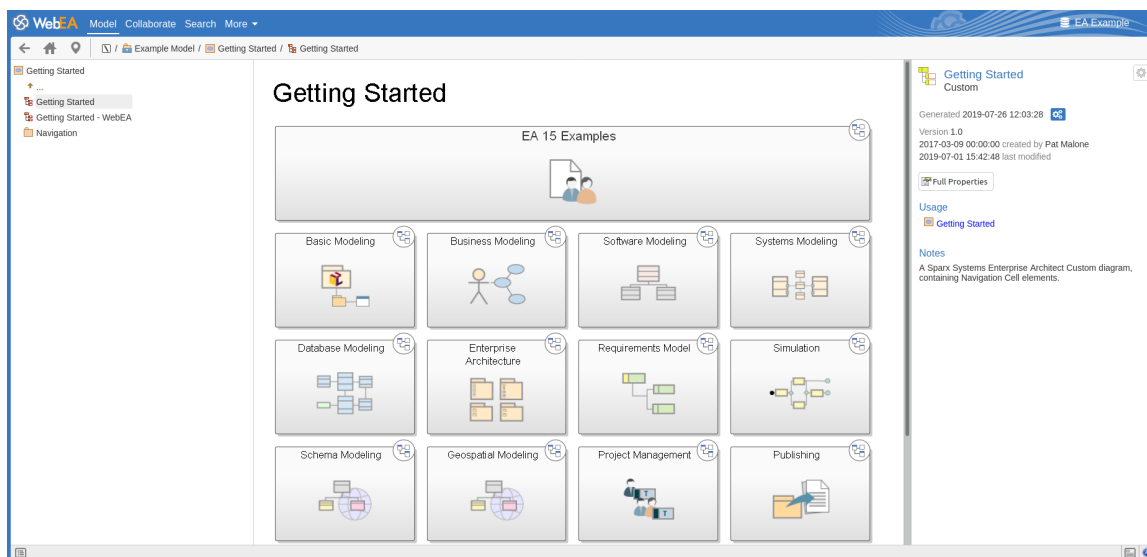 WebEA Model Collaborate Search More
EA Example
/ Example Model / Getting Started / Getting Started
Getting Started
...
Getting Started
Getting Started - WebEA
Navigation
Getting Started
EA 15 Examples
Basic Modeling
Business Modeling
Software Modeling
Systems Modeling
Database Modeling
Enterprise
Architecture
Requirements Model
Simulation
Schema Modeling
Geospatial Modeling
Project Management
T
T
Publishing
Getting Started
Custom
Generated 2019-07-26 12:03:28
Version 1.0
2017-03-09 00:00:00 created by Pat Malone
2019-07-01 15:42:48 last modified
Full Properties
Usage
Getting Started
Notes
A Sparx Systems Enterprise Architect Custom diagram,
containing Navigation Cell elements.